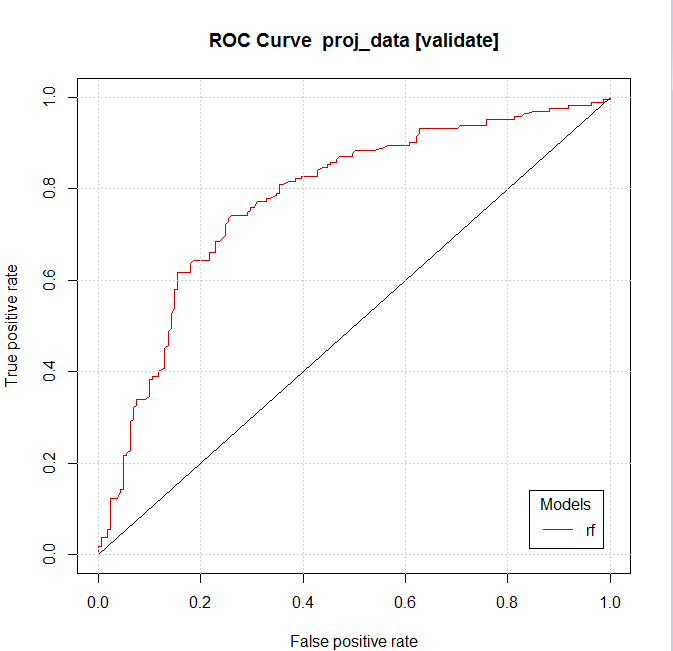 ROC Curve  proj_data [validate]
True positive rate
1.0
0.8
0.6
0.4
0.2
0.0
Models
rf
0.0 0.2 0.4 0.6 0.8 1.0
False positive rate